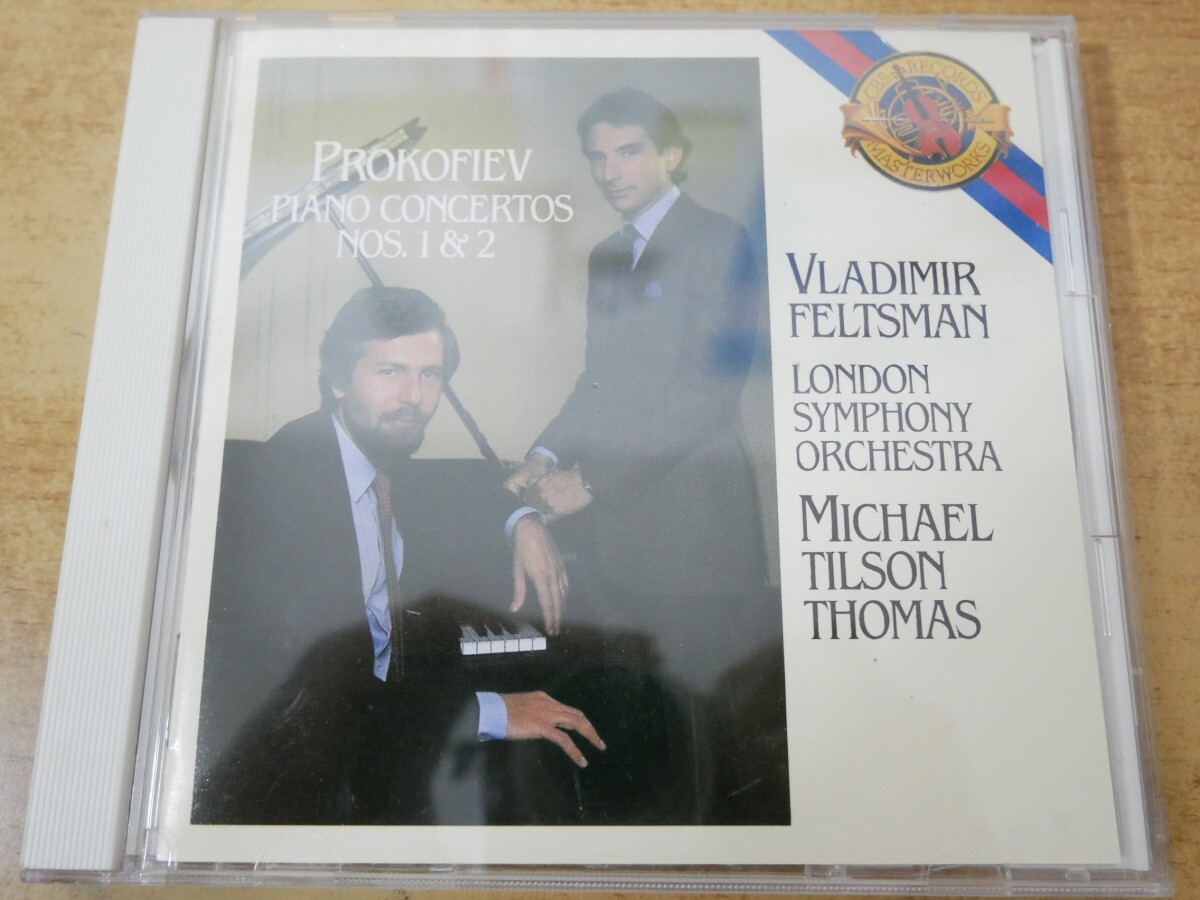 PROKOFIEV
PIANO CONCERTOS
NOS. 1 & 2
CBS RECORDS
MASTERWORKS
VLADIMIR
FELTSMAN
LONDON
SYMPHONY
ORCHESTRA
MICHAEL
TILSON
THOMAS